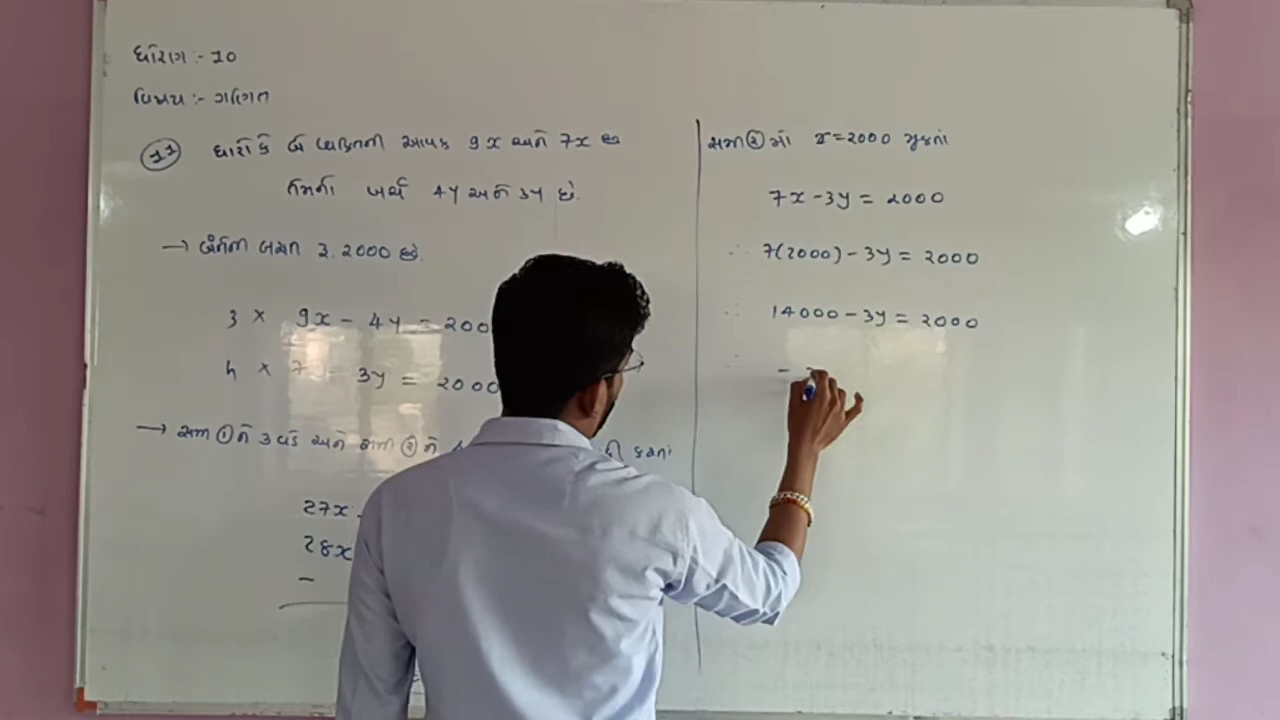 ધોરણ :- 10
વિષય :- ગણિત
11 ધારો કે બે વ્યક્તિની આવક 9x અને 7x છે
તેમના ખર્ચ 4y અને 3y છે.
→ બંનેની બચત રૂ. 2000 છે.
3 × 9x - 4y = 200
4 × 7 - 3y = 2000
→ સમી ① ને 3 વડે અને સમી ② ને કરતાં
27x
28x
-
સમી ② માં x = 2000 મુકતાં
7x - 3y = 2000
∴ 7(2000) - 3y = 2000
∴ 14000 - 3y = 2000
∴ -